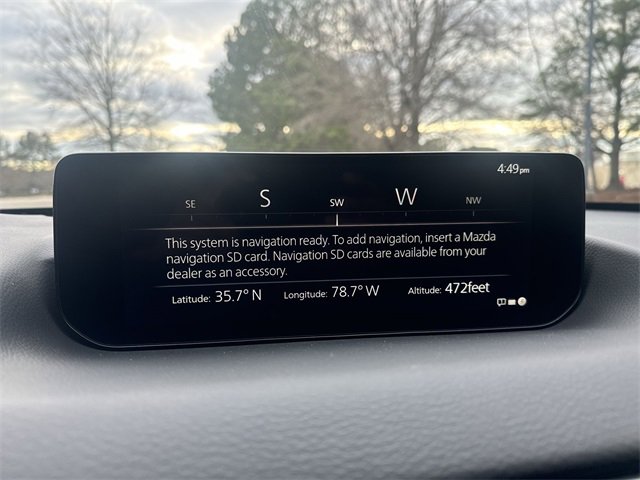 4:49pm
SE S SW W NW
This system is navigation ready. To add navigation, insert a Mazda
navigation SD card. Navigation SD cards are available from your
dealer as an accessory.
Latitude: 35.7° N Longitude: 78.7° W Altitude: 472feet